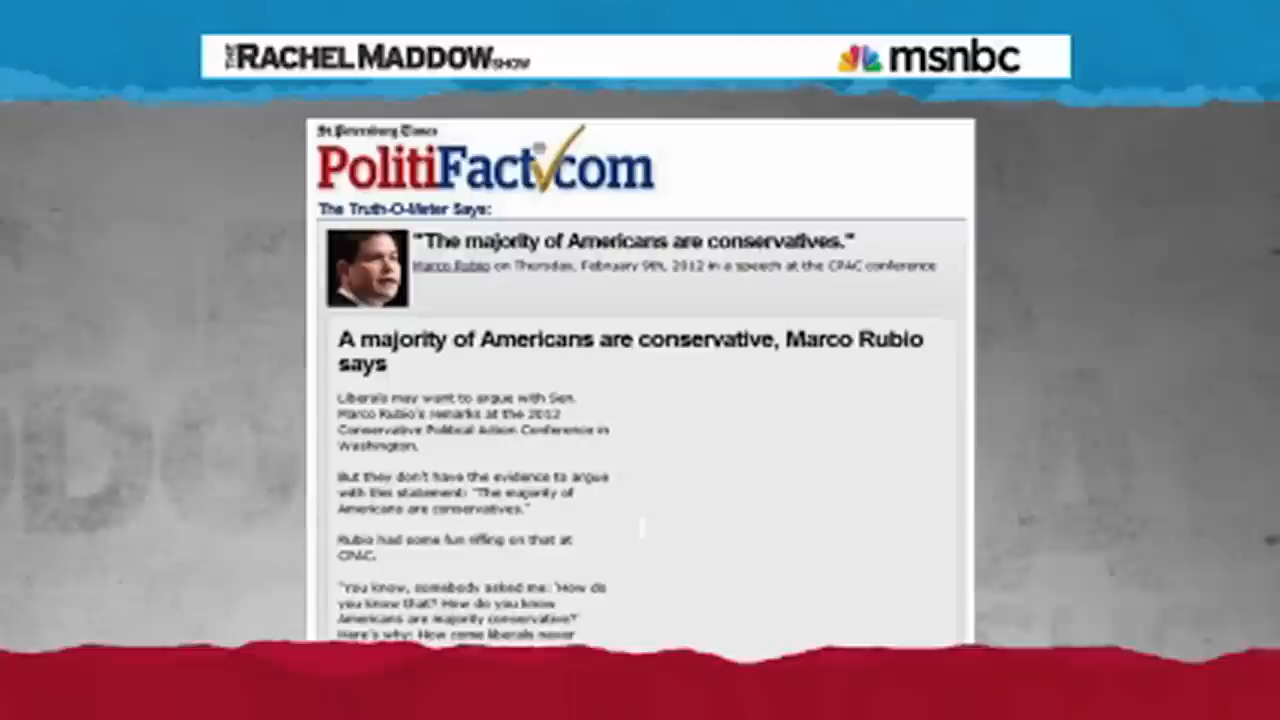 THE RACHEL MADDOW SHOW
msnbc
St. Petersburg Times
PolitiFact.com
The Truth-O-Meter Says:
"The majority of Americans are conservatives."
Marco Rubio on Thursday, February 9th, 2012 in a speech at the CPAC conference
A majority of Americans are conservative, Marco Rubio
says
Liberals may want to argue with Sen.
Marco Rubio's remarks at the 2012
Conservative Political Action Conference in
Washington.
But they don't have the evidence to argue
with this statement: "The majority of
Americans are conservatives."
Rubio had some fun riffing on that at
CPAC.
"You know, somebody asked me: 'How do
you know that? How do you know
Americans are majority conservative?'
Here's why: How come liberals never